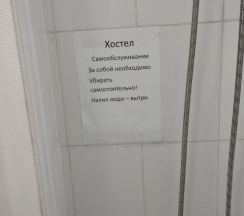 Хостел
Самообслуживание
За собой необходимо
Убирать
самостоятельно!
Налил воды – вытри.